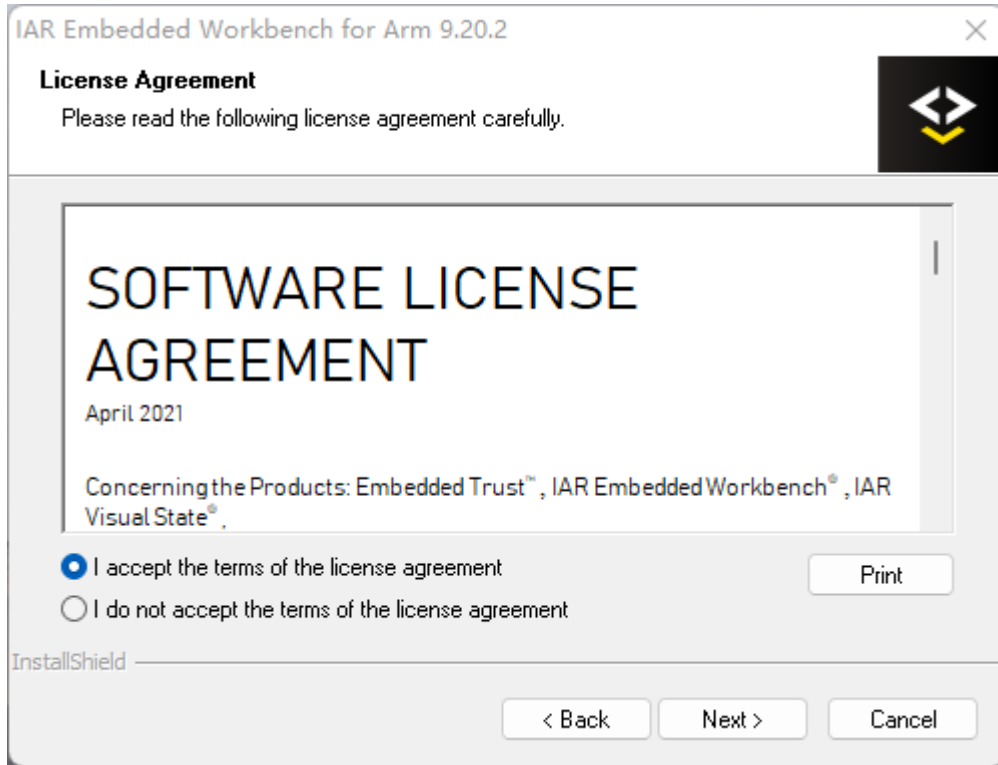 IAR Embedded Workbench for Arm 9.20.2
License Agreement
Please read the following license agreement carefully.
SOFTWARE LICENSE
AGREEMENT
April 2021
Concerning the Products: Embedded Trust™, IAR Embedded Workbench®, IAR
Visual State®,
I accept the terms of the license agreement
Print
I do not accept the terms of the license agreement
InstallShield
< Back
Next >
Cancel